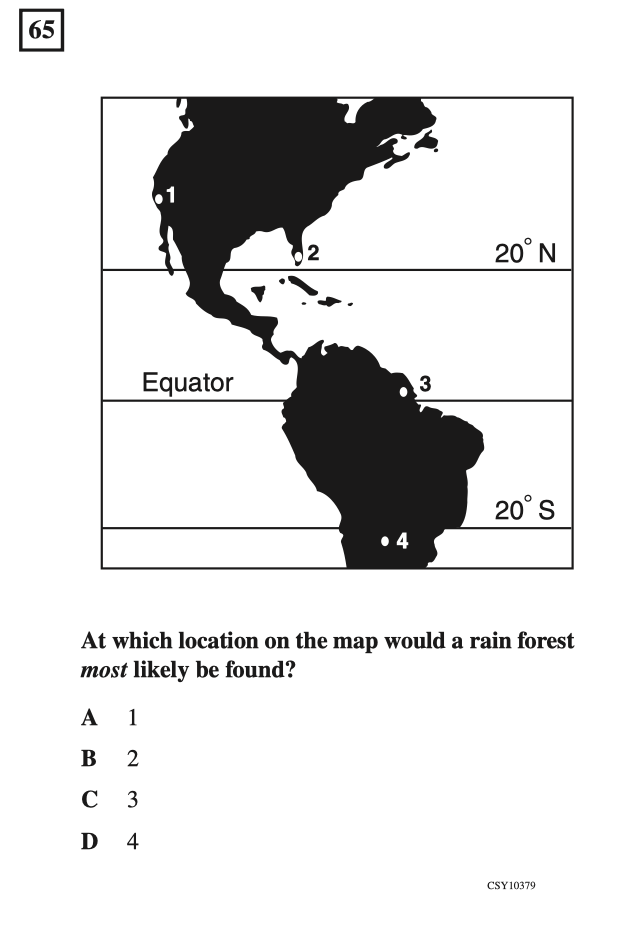 65
1
2
20° N
Equator
3
20° S
4
At which location on the map would a rain forest
most likely be found?
A 1
B 2
C 3
D 4
CSY10379